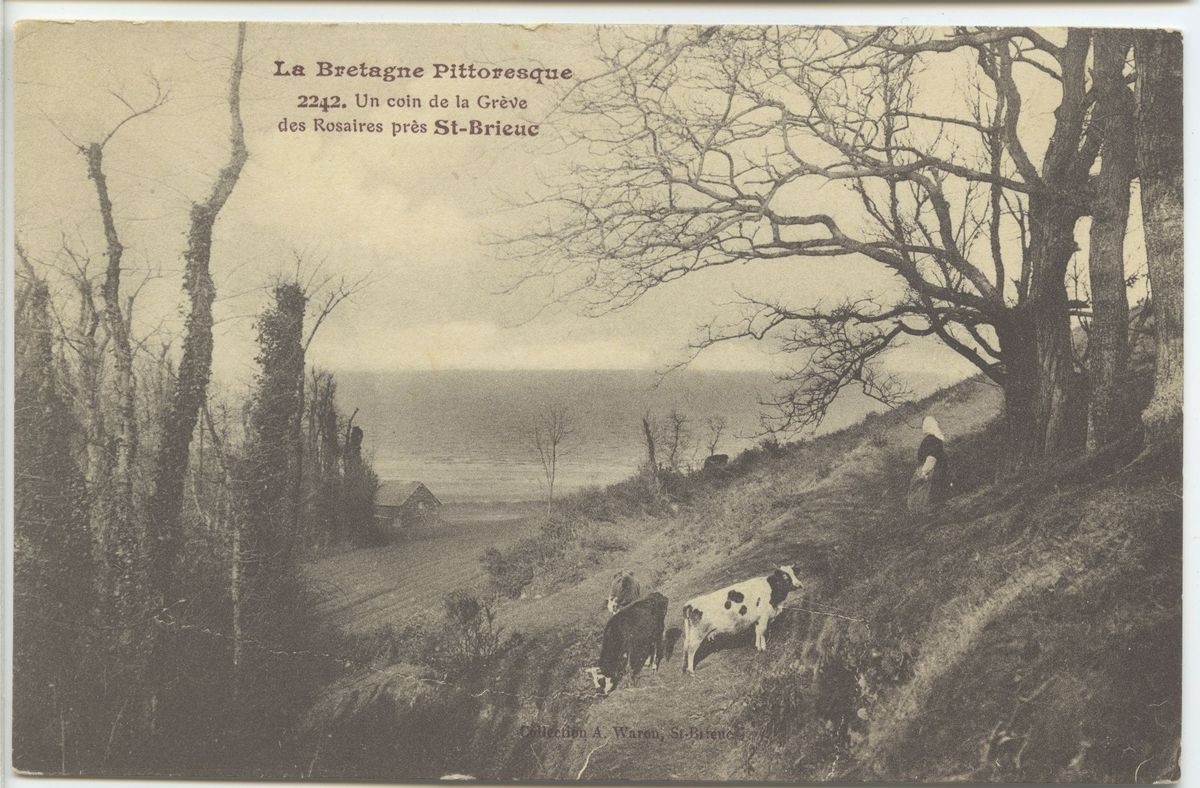 La Bretagne Pittoresque
2242. Un coin de la Grève
des Rosaires près St-Brieuc
Collection A. Waron, St-Brieuc